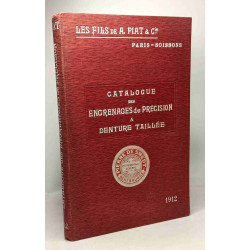 LES FILS DE A. PIAT & Cie
PARIS-SOISSONS
CATALOGUE
DES
ENGRENAGES de PRÉCISION
A
DENTURE TAILLÉE
1912